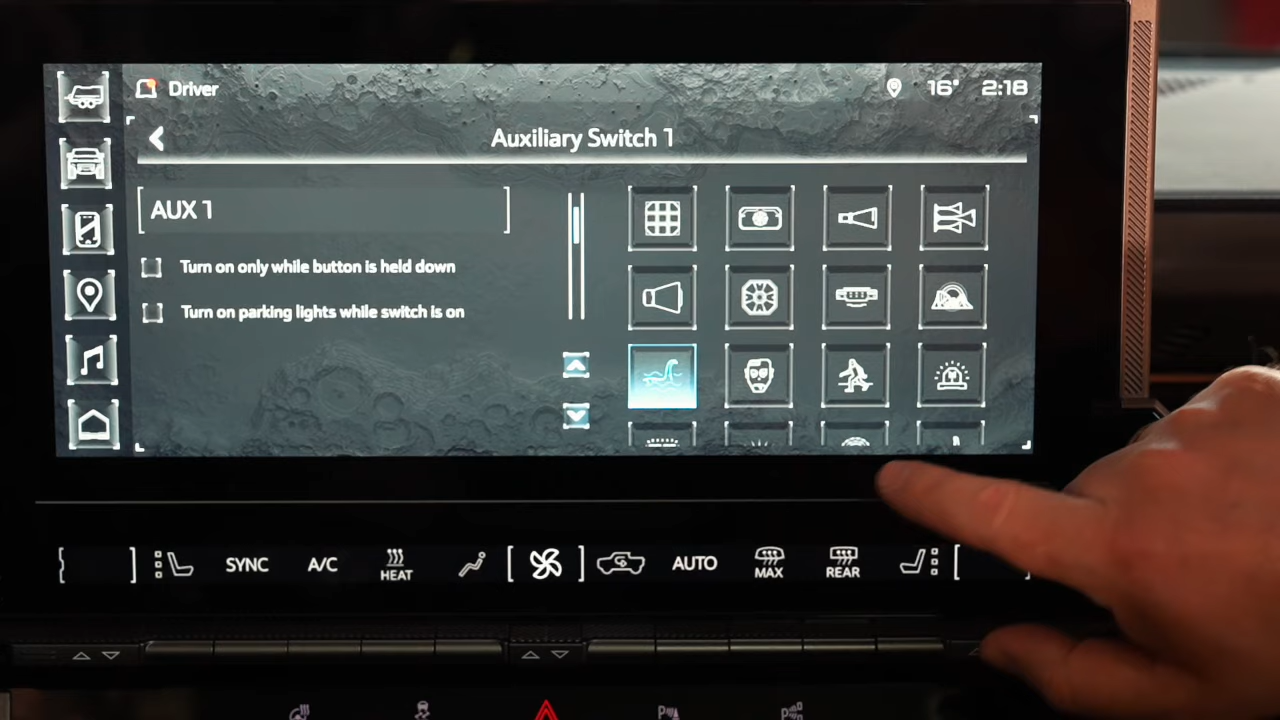 Driver 16° 2:18
Auxiliary Switch 1
AUX 1
Turn on only while button is held down
Turn on parking lights while switch is on
SYNC A/C HEAT AUTO MAX REAR
P P